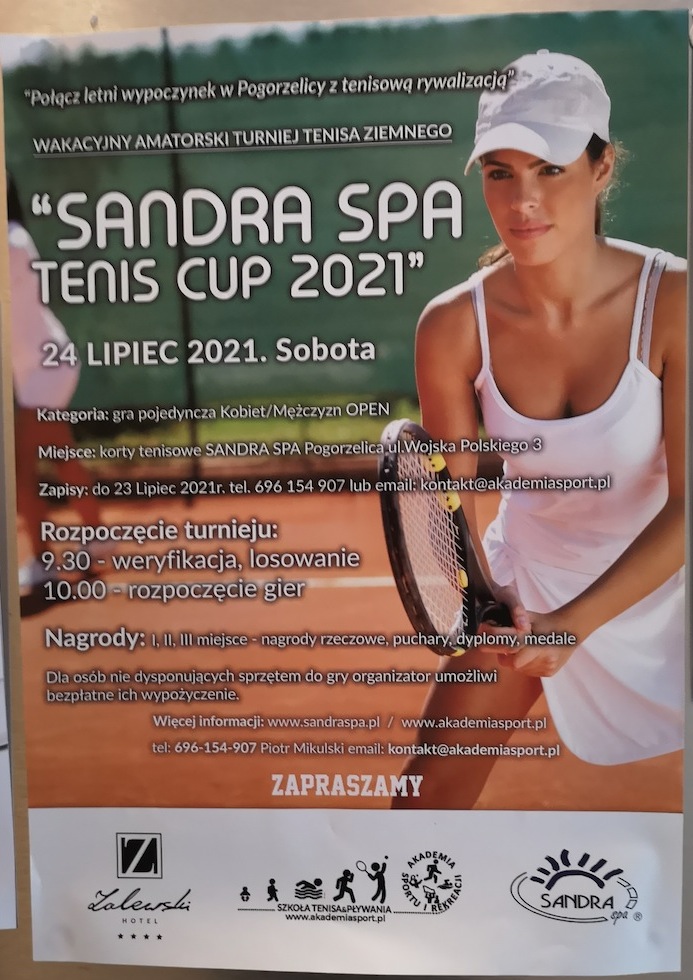 "Połącz letni wypoczynek w Pogorzelicy z tenisową rywalizacją"
WAKACYJNY AMATORSKI TURNIEJ TENISA ZIEMNEGO
"SANDRA SPA
TENIS CUP 2021"
24 LIPIEC 2021. Sobota
Kategoria: gra pojedyncza Kobiet/Mężczyzn OPEN
Miejsce: korty tenisowe SANDRA SPA Pogorzelica ul.Wojska Polskiego 3
Zapisy: do 23 Lipiec 2021r. tel. 696 154 907 lub email: kontakt@akademiasport.pl
Rozpoczęcie turnieju:
9.30 - weryfikacja, losowanie
10.00 - rozpoczęcie gier
Nagrody: I, II, III miejsce - nagrody rzeczowe, puchary, dyplomy, medale
Dla osób nie dysponujących sprzętem do gry organizator umożliwi
bezpłatne ich wypożyczenie.
Więcej informacji: www.sandraspa.pl / www.akademiasport.pl
tel: 696-154-907 Piotr Mikulski email: kontakt@akademiasport.pl
ZAPRASZAMY
Z
Zalewski
HOTEL
SZKOŁA TENISA&PŁYWANIA
www.akademiasport.pl
AKADEMIA
SPORTU I REKREACJI
SANDRA
spa ®